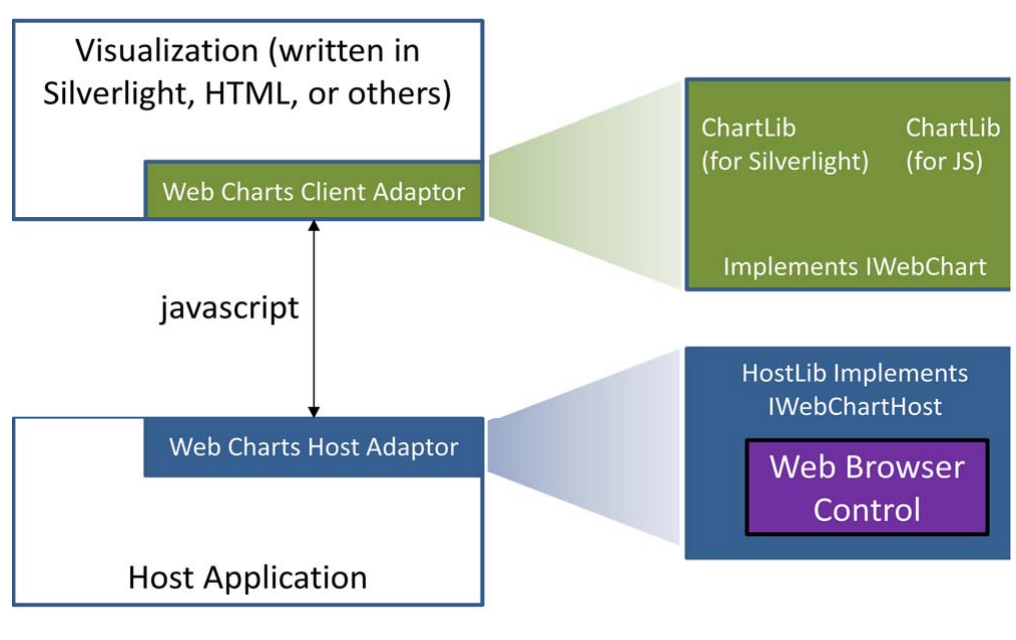 Visualization (written in
Silverlight, HTML, or others)
Web Charts Client Adaptor
ChartLib
(for Silverlight)
ChartLib
(for JS)
Implements IWebChart
javascript
Web Charts Host Adaptor
Host Application
HostLib Implements
IWebChartHost
Web Browser
Control